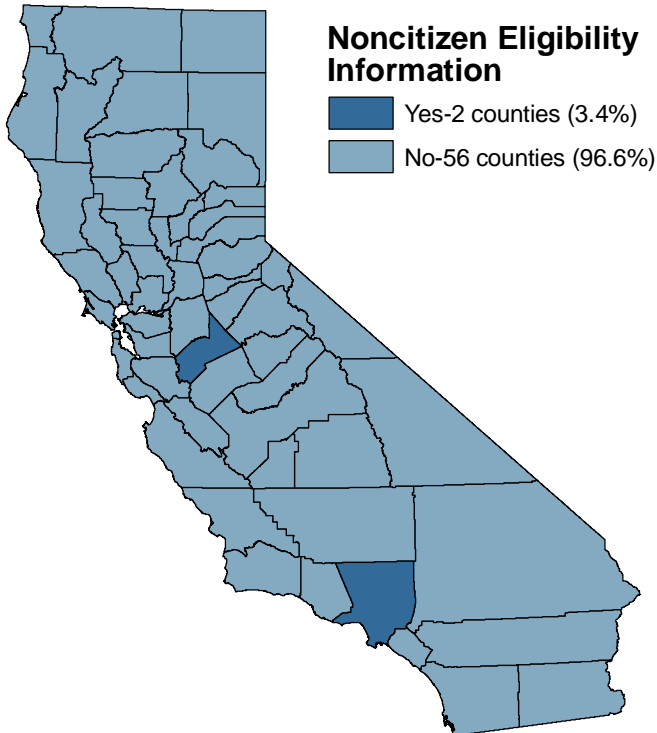 Noncitizen Eligibility
Information
Yes-2 counties (3.4%)
No-56 counties (96.6%)